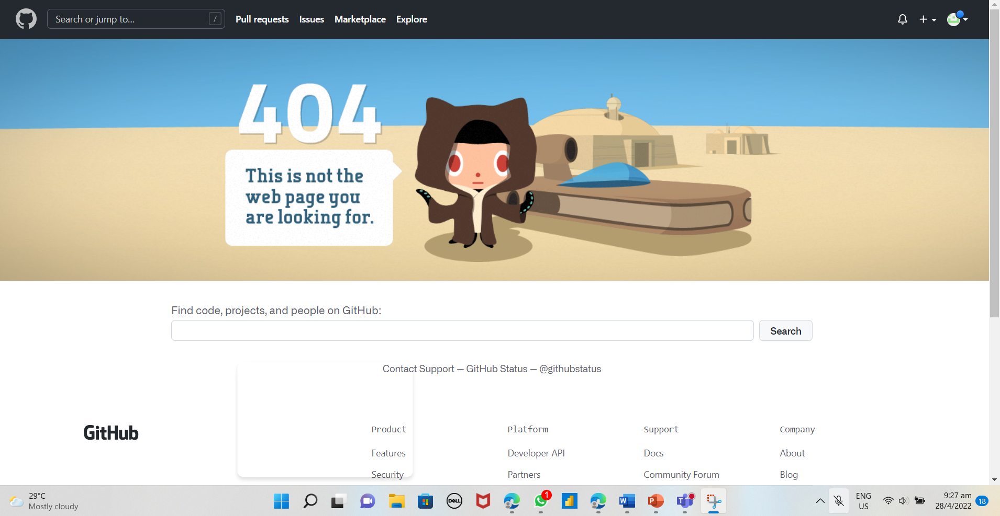 Search or jump to... /
Pull requests Issues Marketplace Explore
404
This is not the
web page you
are looking for.
Find code, projects, and people on GitHub:
Search
Contact Support — GitHub Status — @githubstatus
GitHub
Product
Features
Security
Platform
Developer API
Partners
Support
Docs
Community Forum
Company
About
Blog
29°C
Mostly cloudy
DELL
1
W
P
T
ENG
US
9:27 am
28/4/2022
18